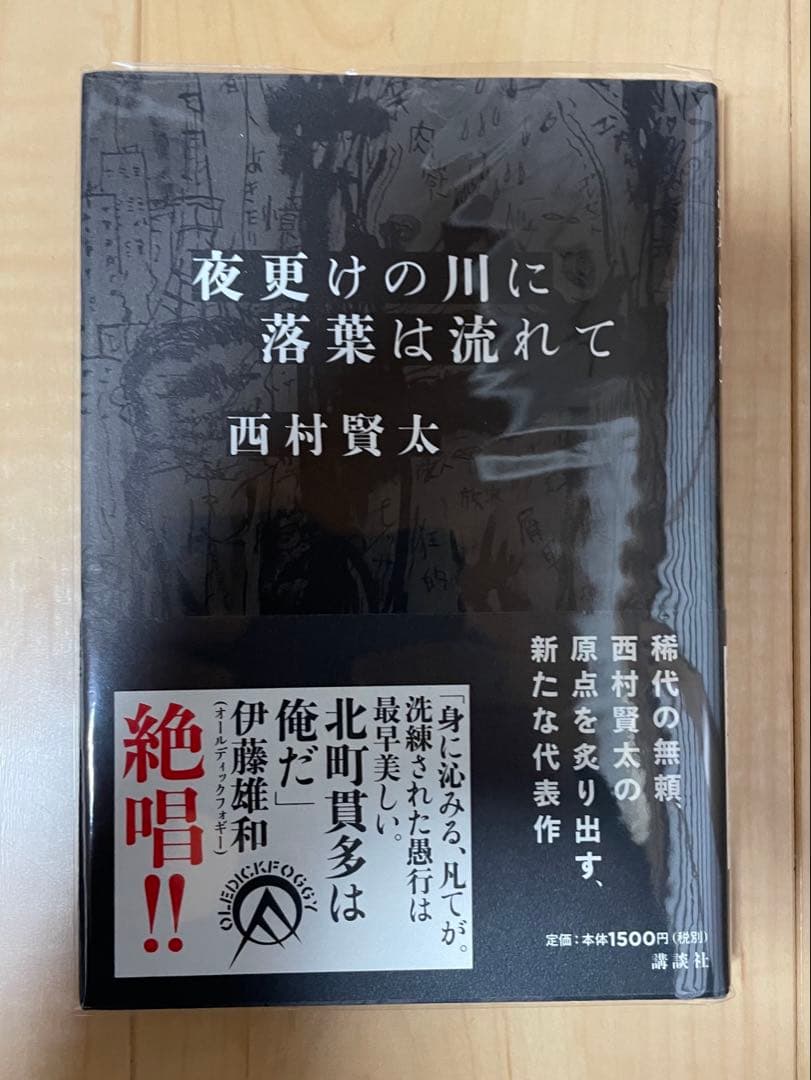 夜更けの川に
落葉は流れて
西村賢太
稀代の無頼、
西村賢太の
原点を炙り出す、
新たな代表作
「身に沁みる、凡てが。
洗練された愚行は
最早美しい。
北町貫多は
俺だ」
伊藤雄和
(オールディックフォギー)
OLEDICKFOGGY
絶唱!!
定価:本体1500円(税別)
講談社